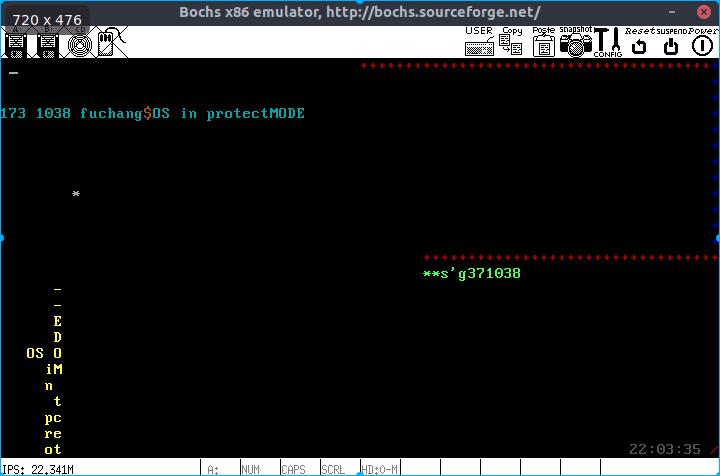 720 x 476
Bochs x86 emulator, http://bochs.sourceforge.net/
A: B: CD USER Copy Paste snapshot CONFIG Reset SUSPEND Power
_ ++++++++++++++++++++++++++++++++++++++++
173 1038 fuchang$OS in protectMODE
*
+++++++++++++++++++++++++++++++++
**s'g371038
-
-
E
D
OS O
iM
n
t
pc
re
ot
22:03:35 /
IPS: 22,341M A: NUM CAPS SCRL HD:0-M